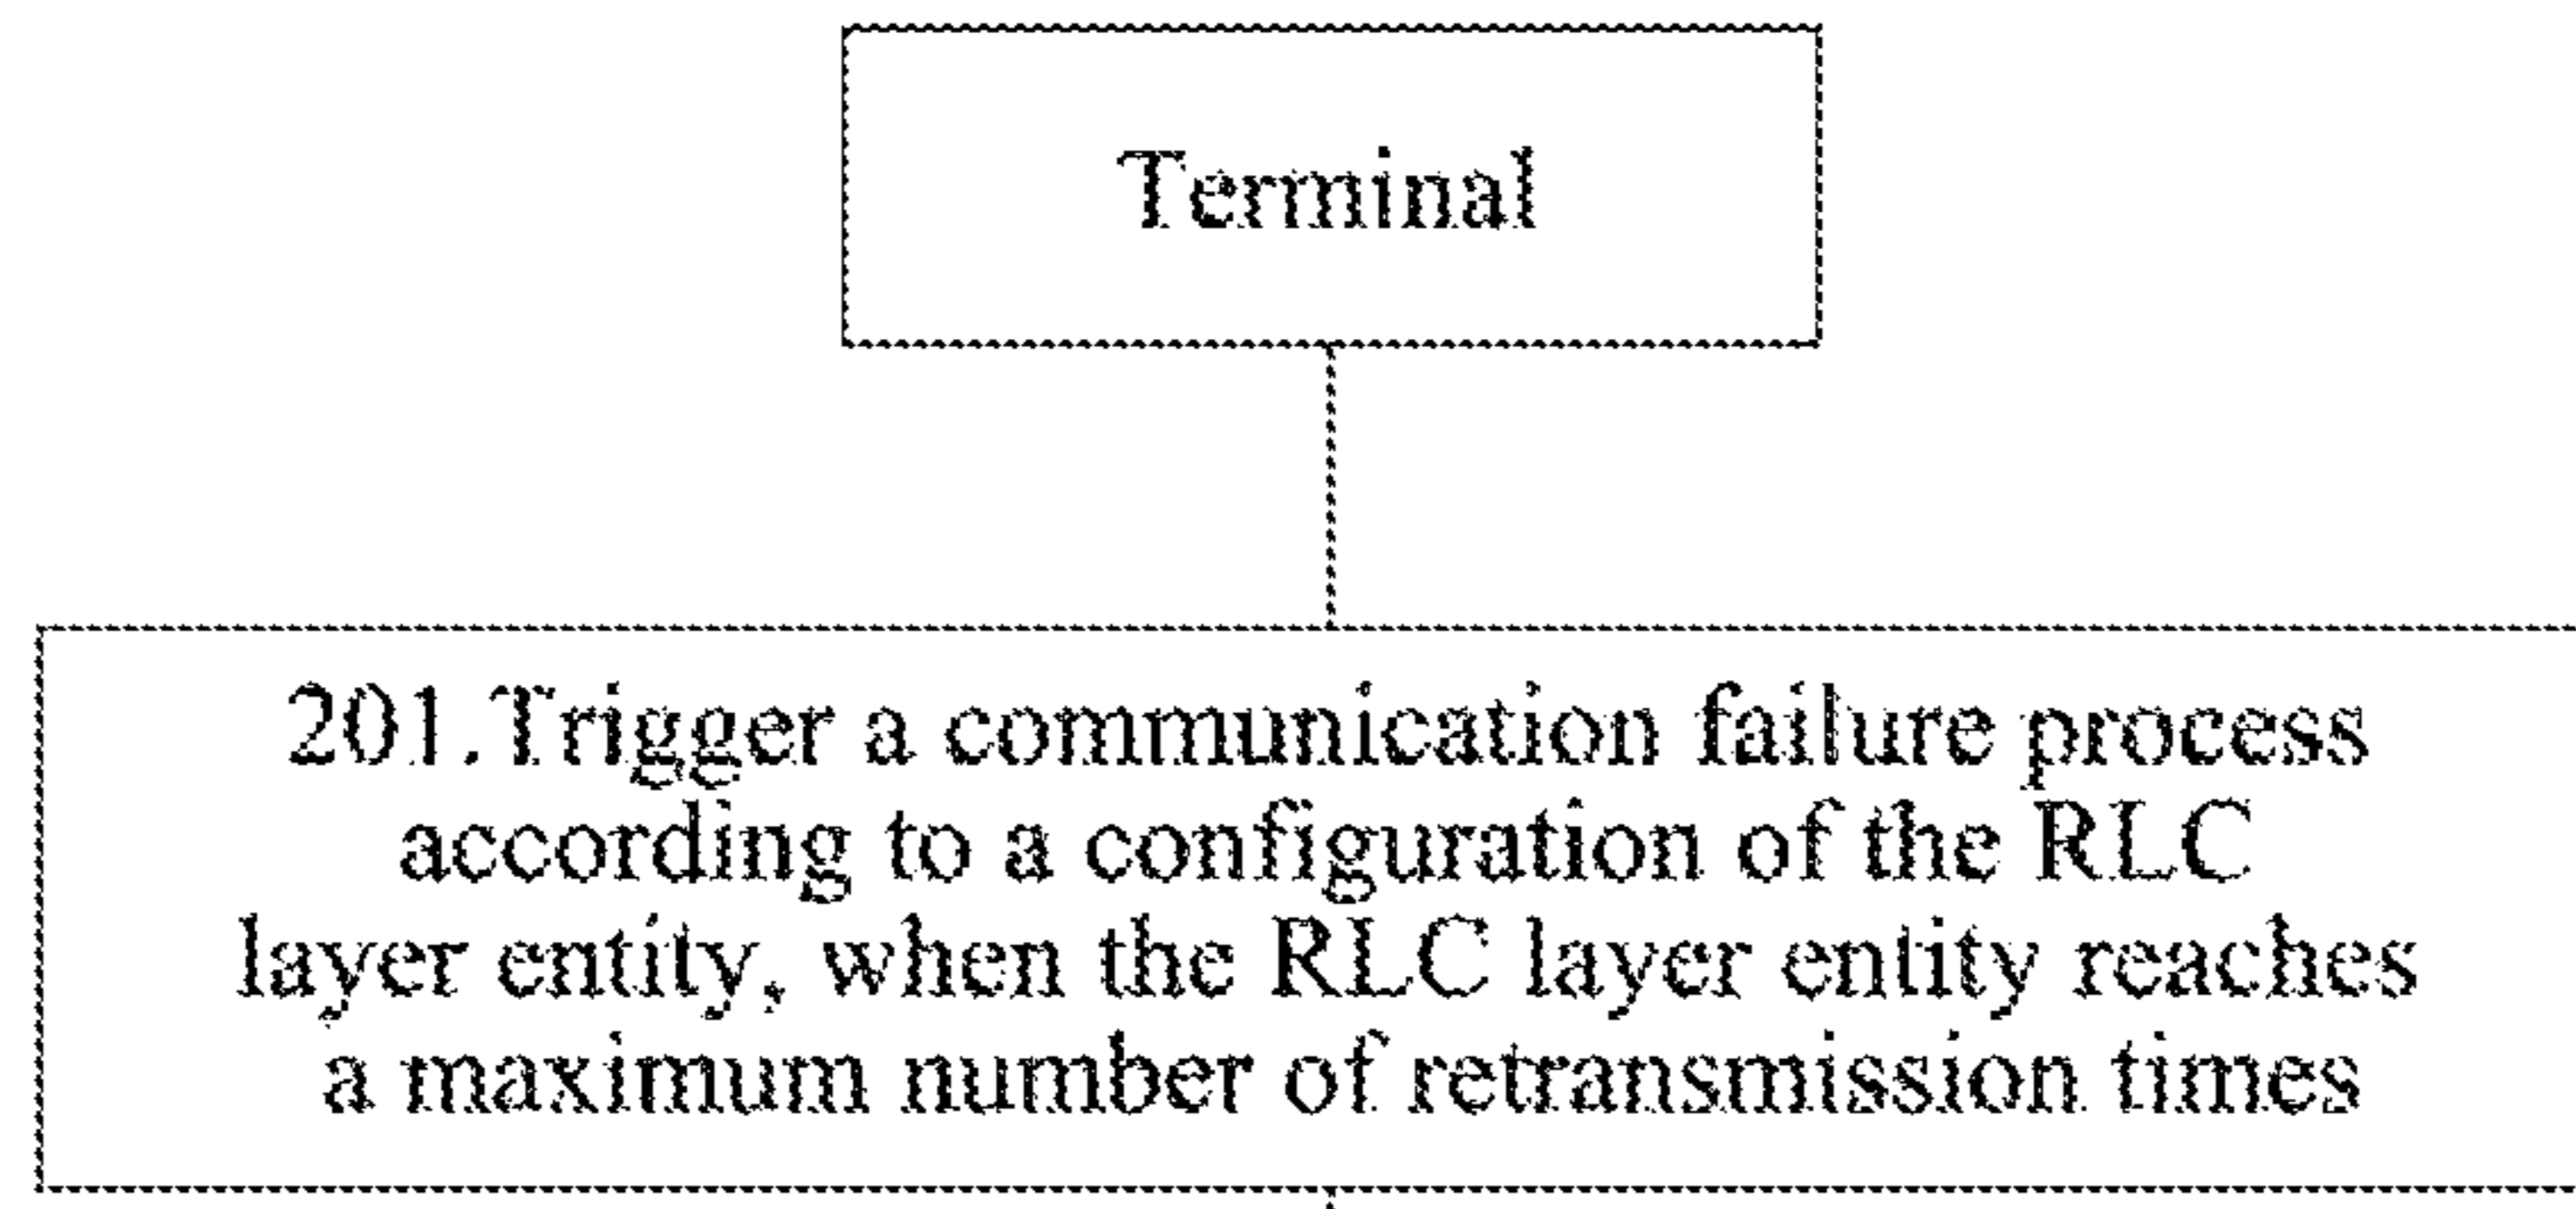 Terminal
201.Trigger a communication failure process
according to a configuration of the RLC
layer entity, when the RLC layer entity reaches
a maximum number of retransmission times